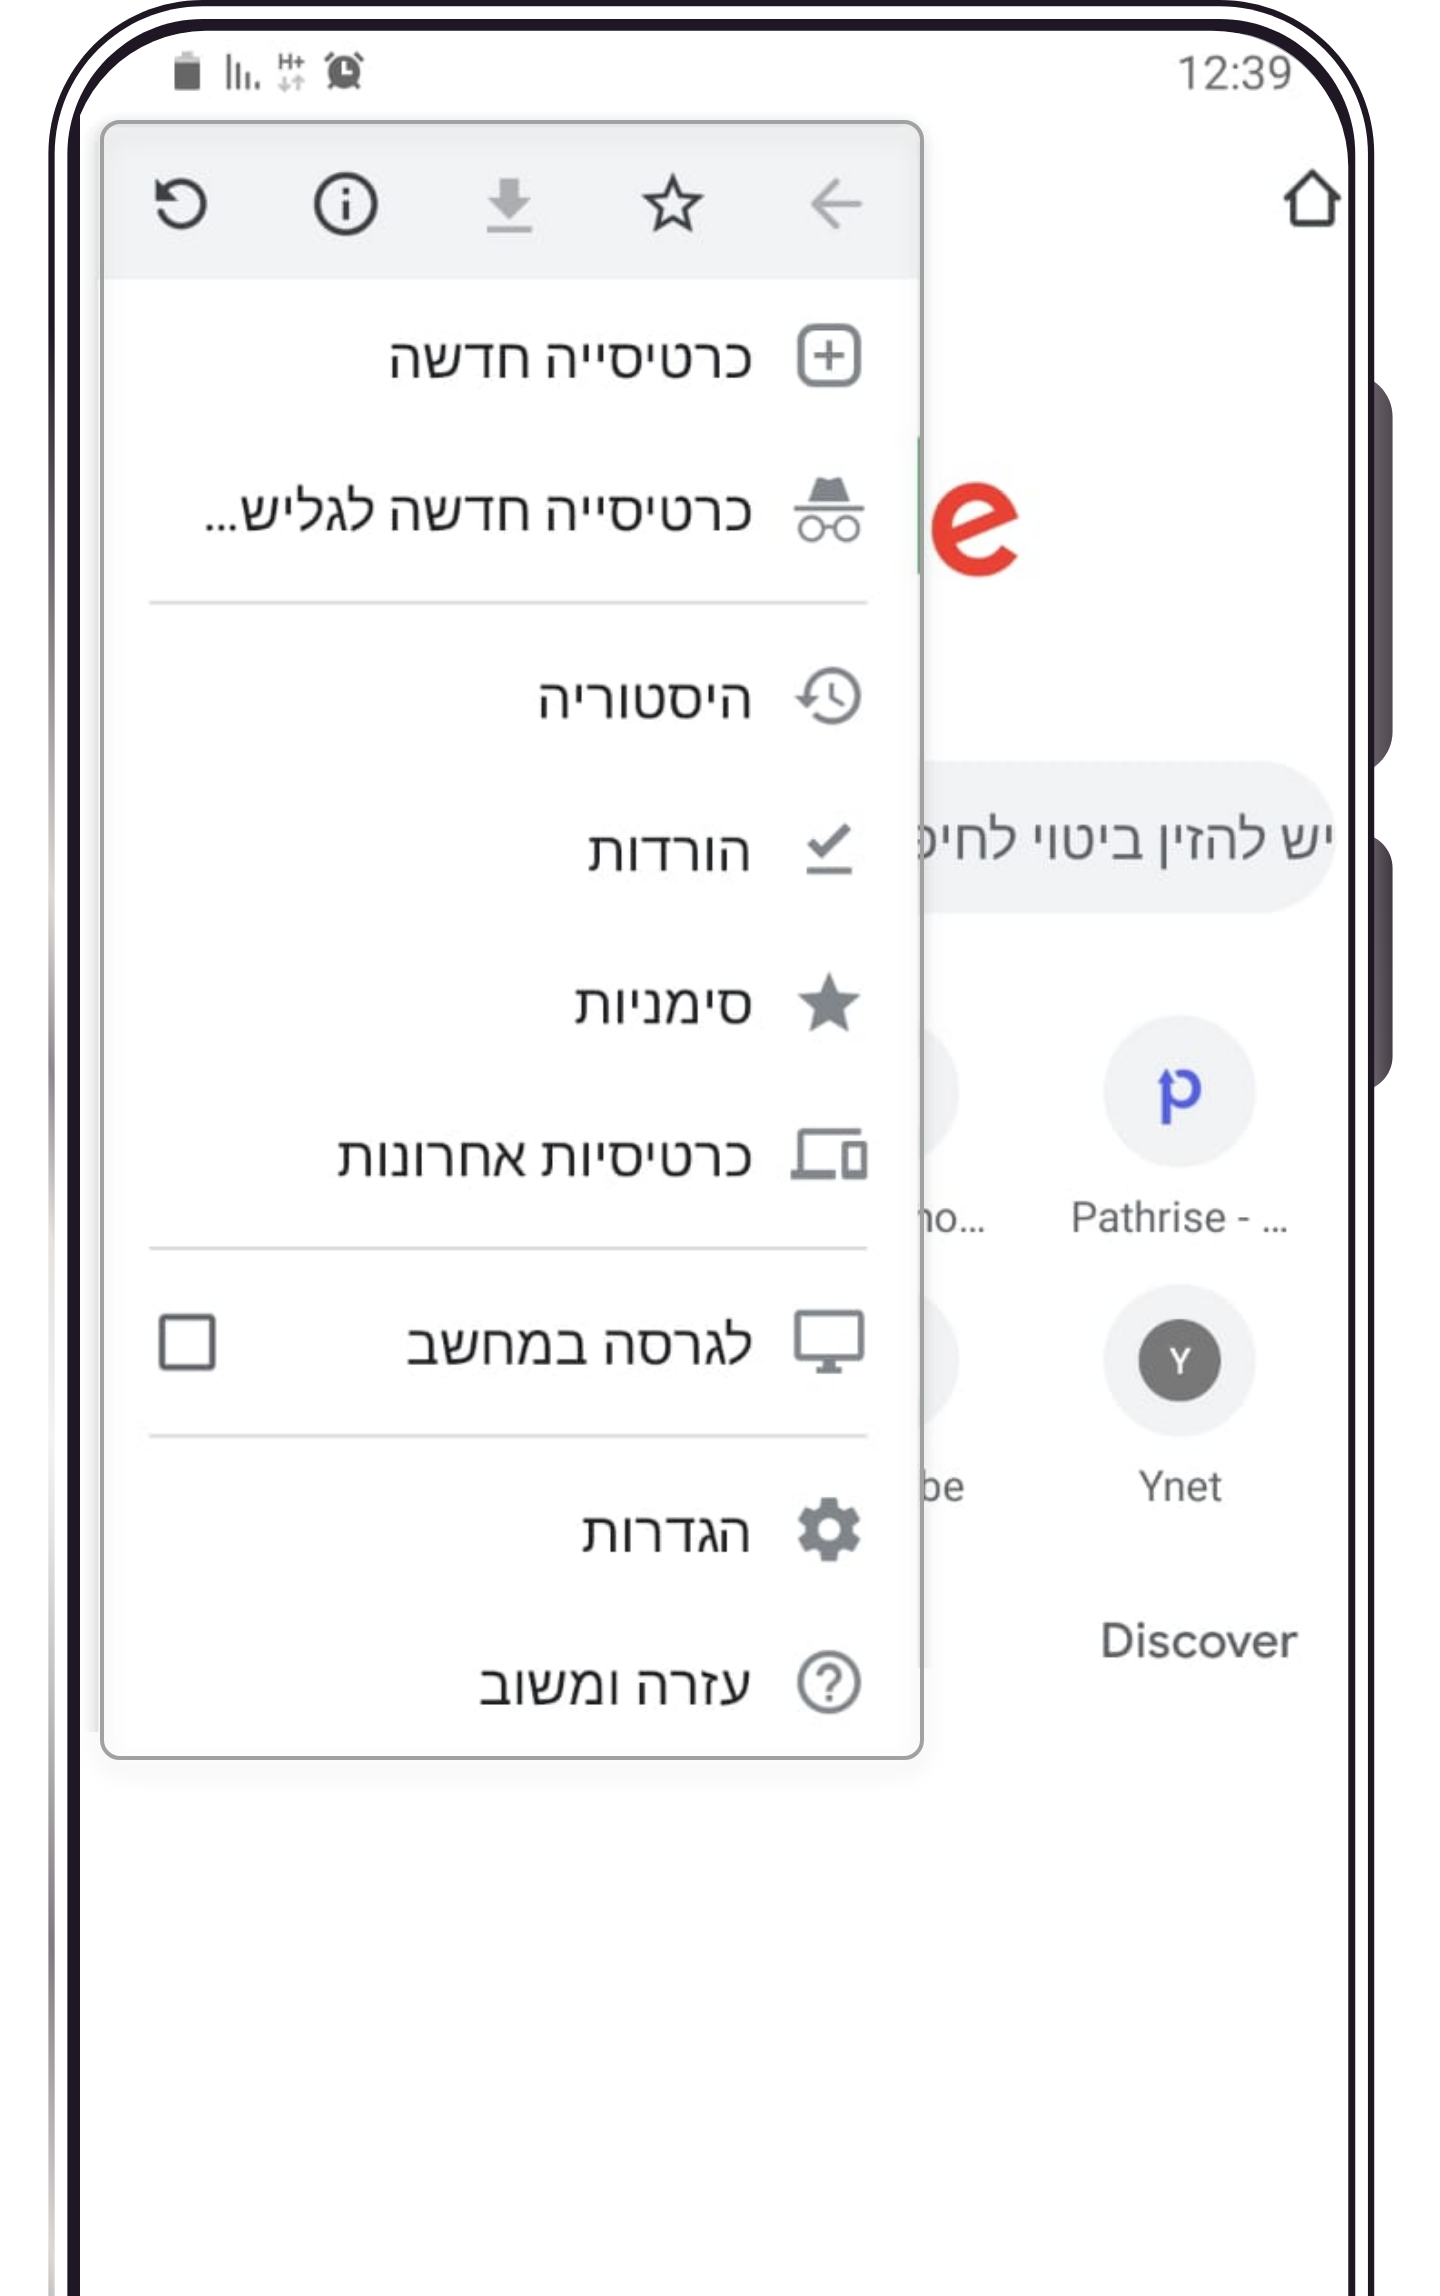 12:39
H+
כרטיסייה חדשה
כרטיסייה חדשה לגליש...
היסטוריה
הורדות
סימניות
כרטיסיות אחרונות
לגרסה במחשב
הגדרות
עזרה ומשוב
e
יש להזין ביטוי לחיפ
Pathrise - ...
no...
Y
Ynet
be
Discover